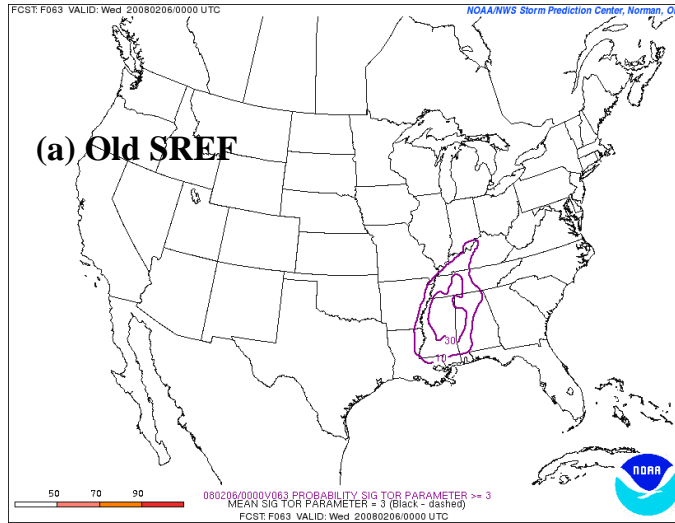 FCST: F063 VALID: Wed 20080206/0000 UTC
NOAA/NWS Storm Prediction Center, Norman,
(a) Old SREF
30
10
noaa
50 70 90
080206/0000V063 PROBABILITY SIG TOR PARAMETER >= 3
MEAN SIG TOR PARAMETER = 3 (Black - dashed)
FCST: F063 VALID: Wed 20080206/0000 UTC